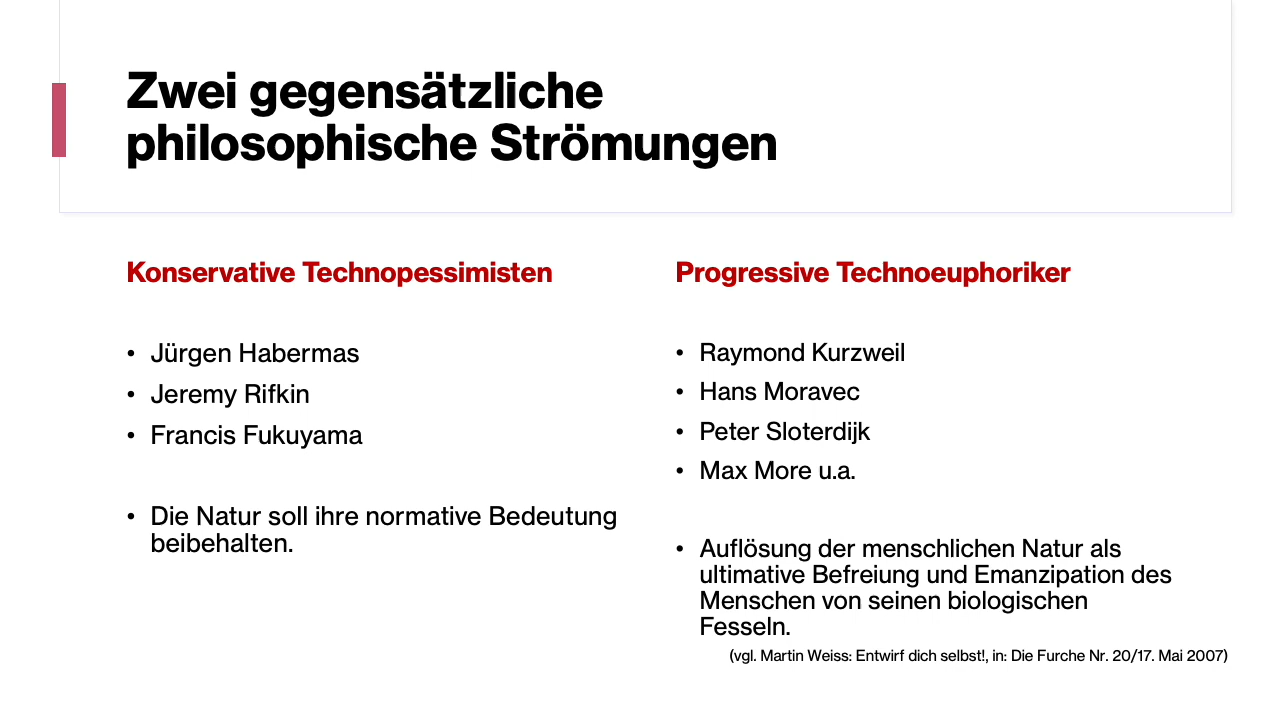 Zwei gegensätzliche
philosophische Strömungen
Konservative Technopessimisten
• Jürgen Habermas
• Jeremy Rifkin
• Francis Fukuyama
• Die Natur soll ihre normative Bedeutung
beibehalten.
Progressive Technoeuphoriker
• Raymond Kurzweil
• Hans Moravec
• Peter Sloterdijk
• Max More u.a.
• Auflösung der menschlichen Natur als
ultimative Befreiung und Emanzipation des
Menschen von seinen biologischen
Fesseln.
(vgl. Martin Weiss: Entwirf dich selbst!, in: Die Furche Nr. 20/17. Mai 2007)